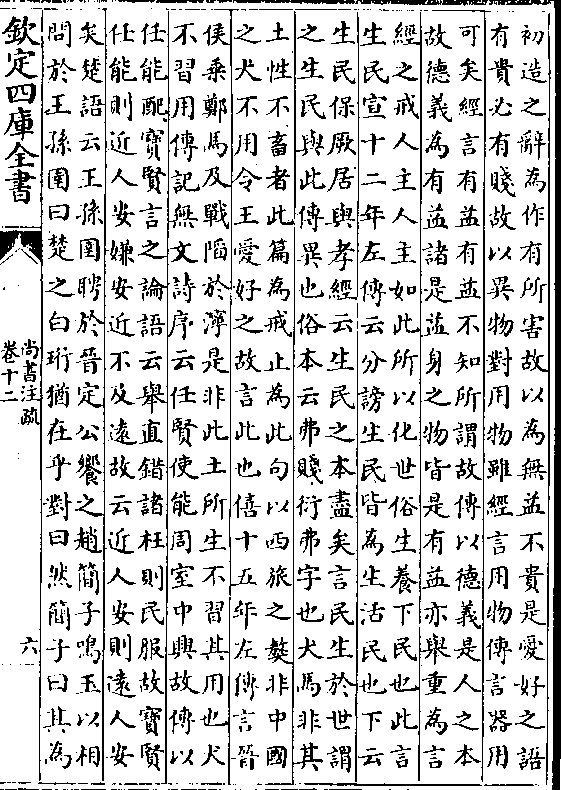 初造之辭為作有所害故以為無益不貴是愛好之語
有貴必有賤故以異物對用物雖經言用物傳言器用
可矣經言有益有益不知所謂故傳以德義是人之本
故德義為有益諸是益身之物皆是有益亦舉重為言
經之戒人主人主如此所以化世俗生養下民也此言
生民宣十二年左傳云分謗生民皆為生活民也下云
生民保厥居與孝經云生民之本盡矣言民生於世謂
之生民與此傳異也俗本云弗賤衍弗字也犬馬非其
土性不畜者此篇為戒止為此句以西旅之獒非中國
之犬不用令王愛好之故言此也僖十五年左傳言晉
侯乘鄭馬及戰陷於濘是非此土所生不習其用也犬
不習用傳記無文詩序云任賢使能周室中興故傳以
任能配寶賢言之論語云舉直錯諸枉則民服故寶賢
任能則近人安嫌安近不及遠故云近人安則遠人安
矣楚語云王孫圉聘於晉定公饗之趙簡子鳴玉以相
問於王孫圉曰楚之白珩猶在乎對曰然簡子曰其為
欽定四庫全書
尚書注疏
卷十二
六